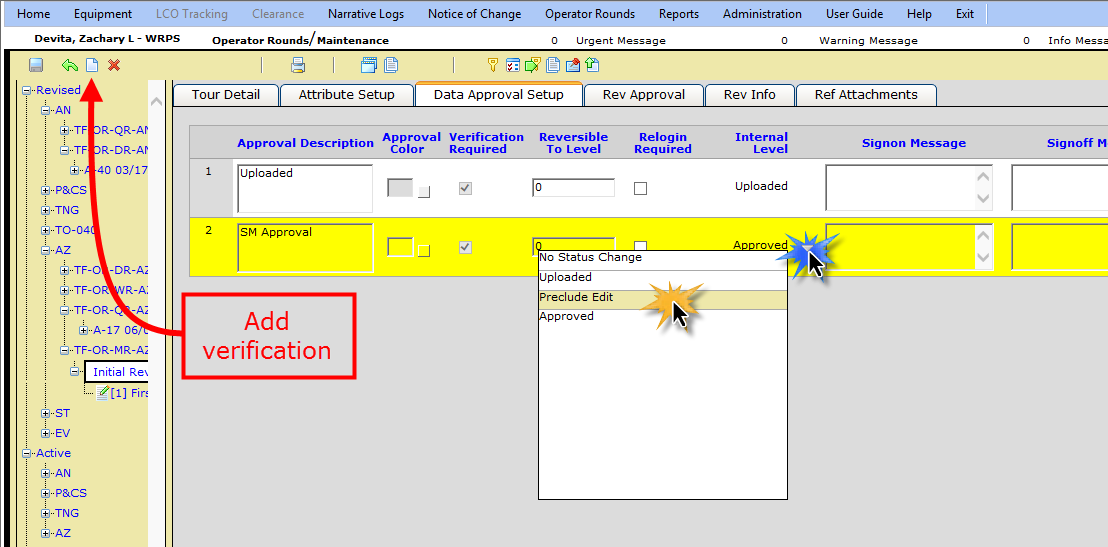 Home Equipment LCO Tracking Clearance Narrative Logs Notice of Change Operator Rounds Reports Administration User Guide Help Exit
Devita, Zachary L - WRPS Operator Rounds/Maintenance 0 Urgent Message 0 Warning Message 0 Info Messa
Tour Detail Attribute Setup Data Approval Setup Rev Approval Rev Info Ref Attachments
Revised
AN
TF-OR-QR-AN
TF-OR-DR-AN
A-40 03/17
P&CS
TNG
TO-040
AZ
TF-OR-DR-AZ
TF-OR-WR-AZ
TF-OR-QR-AZ
A-17 06/0
TF-OR-MR-AZ
Initial Rev
[1] Firs
ST
EV
Active
AN
P&CS
TNG
AZ
Add
verification
Approval Description Approval Color Verification Required Reversible To Level Relogin Required Internal Level Signon Message Signoff M
1 Uploaded 0 Uploaded
2 SM Approval 0 Approved
No Status Change
Uploaded
Preclude Edit
Approved